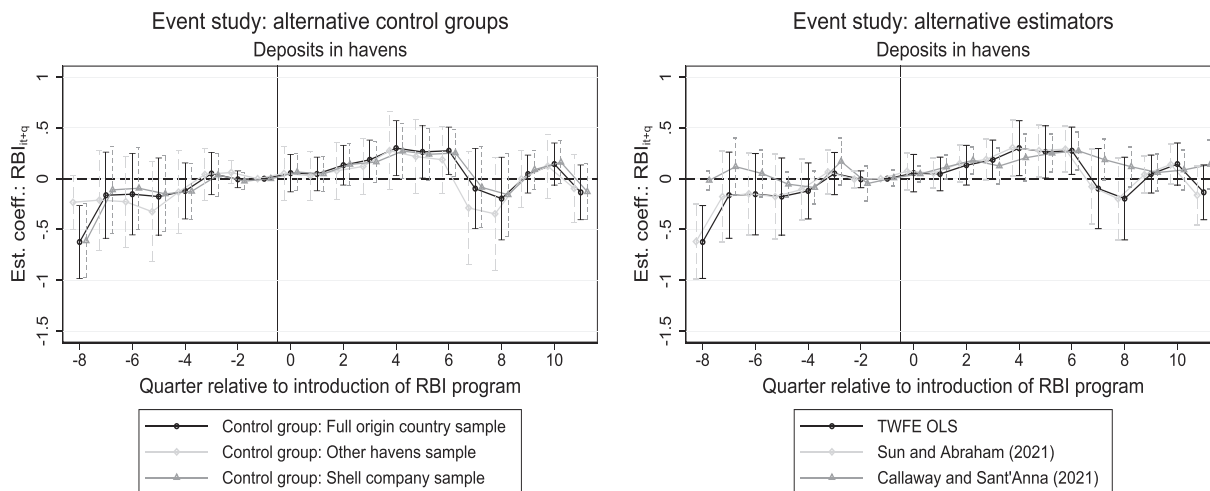 Event study: alternative control groups
Deposits in havens
Est. coeff.: RBI_it+q
1
.5
0
-.5
-1
-1.5
-8 -6 -4 -2 0 2 4 6 8 10
Quarter relative to introduction of RBI program
Control group: Full origin country sample
Control group: Other havens sample
Control group: Shell company sample
Event study: alternative estimators
Deposits in havens
Est. coeff.: RBI_it+q
1
.5
0
-.5
-1
-1.5
-8 -6 -4 -2 0 2 4 6 8 10
Quarter relative to introduction of RBI program
TWFE OLS
Sun and Abraham (2021)
Callaway and Sant'Anna (2021)